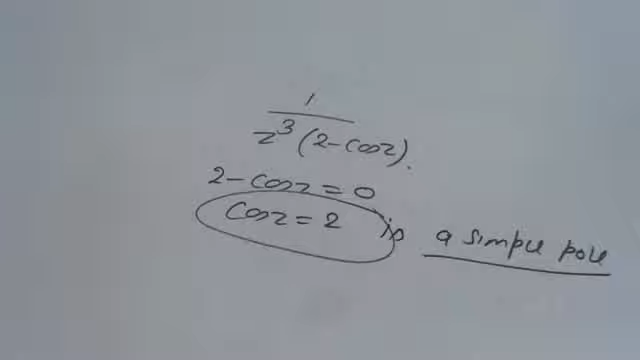 1
z³ (2-cosz).
2-cosz = 0
cosz = 2 is a simple pole